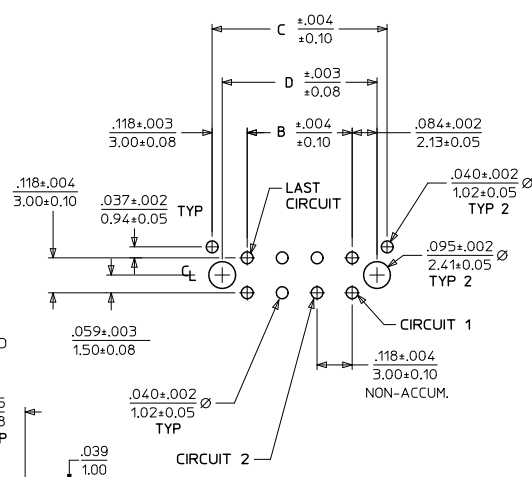 C ±.004
±0.10
D ±.003
±0.08
.118±.003
3.00±0.08
B ±.004
±0.10
.084±.002
2.13±0.05
.118±.004
3.00±0.10
.037±.002
0.94±0.05
TYP
LAST
CIRCUIT
.040±.002
1.02±0.05 Ø
TYP 2
.095±.002
2.41±0.05 Ø
TYP 2
CL
.059±.003
1.50±0.08
CIRCUIT 1
.118±.004
3.00±0.10
NON-ACCUM.
.040±.002
1.02±0.05 Ø
TYP
CIRCUIT 2
.039
1.00